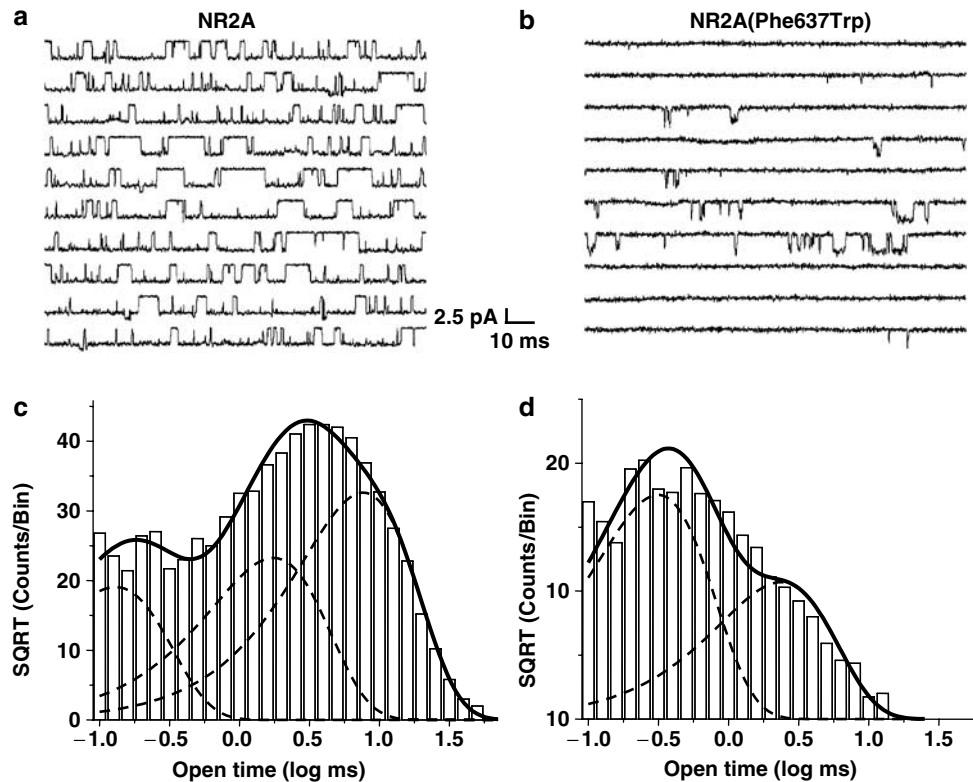 a
NR2A
b
NR2A(Phe637Trp)
2.5 pA
10 ms
c
SQRT (Counts/Bin)
40
30
20
10
0
−1.0 −0.5 0.0 0.5 1.0 1.5
Open time (log ms)
d
SQRT (Counts/Bin)
20
10
10
−1.0 −0.5 0.0 0.5 1.0 1.5
Open time (log ms)